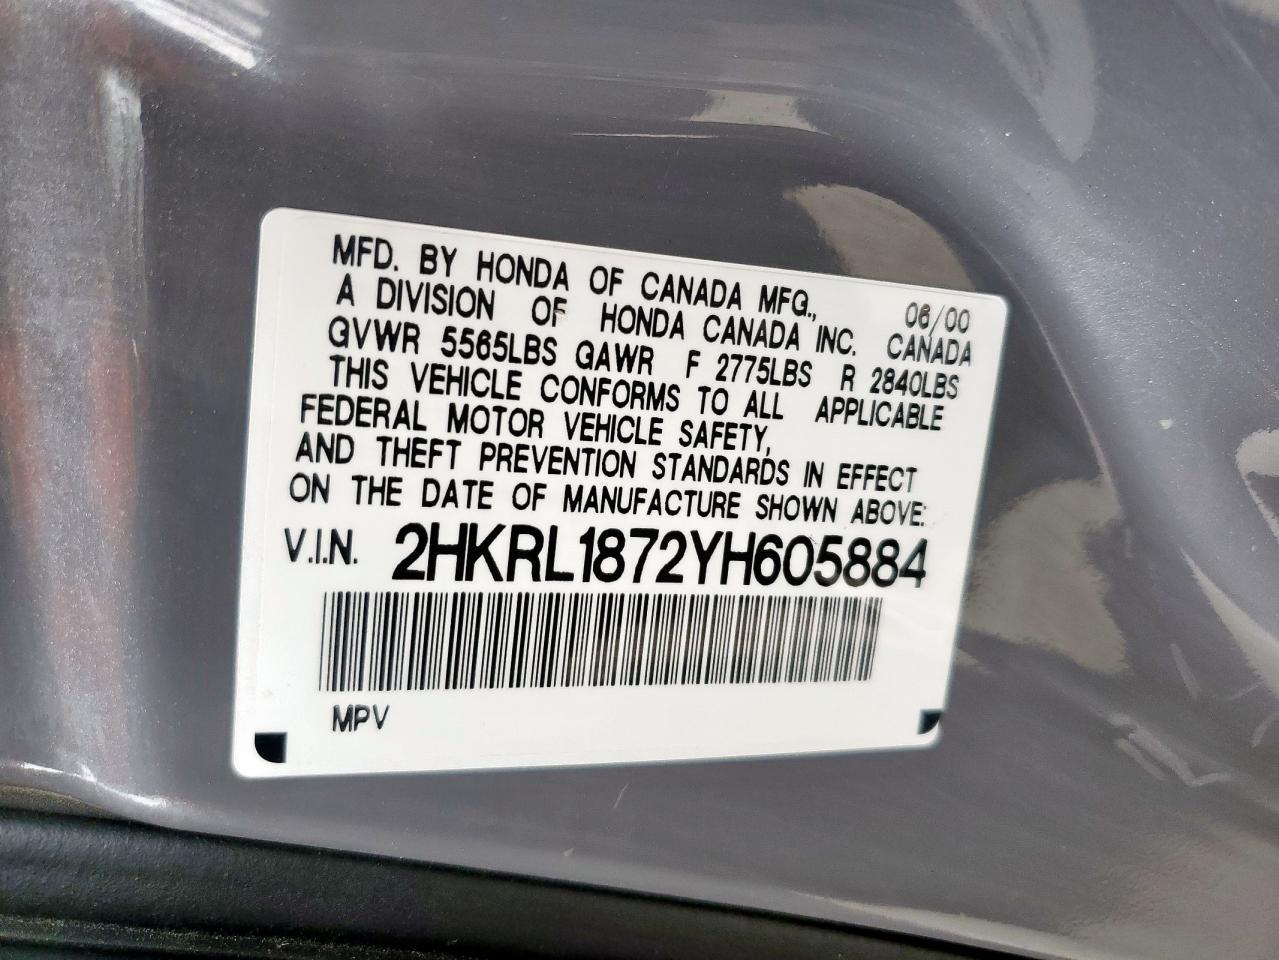 MFD. BY HONDA OF CANADA MFG., 06/00
A DIVISION OF HONDA CANADA INC. CANADA
GVWR 5565LBS GAWR F 2775LBS R 2840LBS
THIS VEHICLE CONFORMS TO ALL APPLICABLE
FEDERAL MOTOR VEHICLE SAFETY,
AND THEFT PREVENTION STANDARDS IN EFFECT
ON THE DATE OF MANUFACTURE SHOWN ABOVE:
V.I.N. 2HKRL1872YH605884
MPV